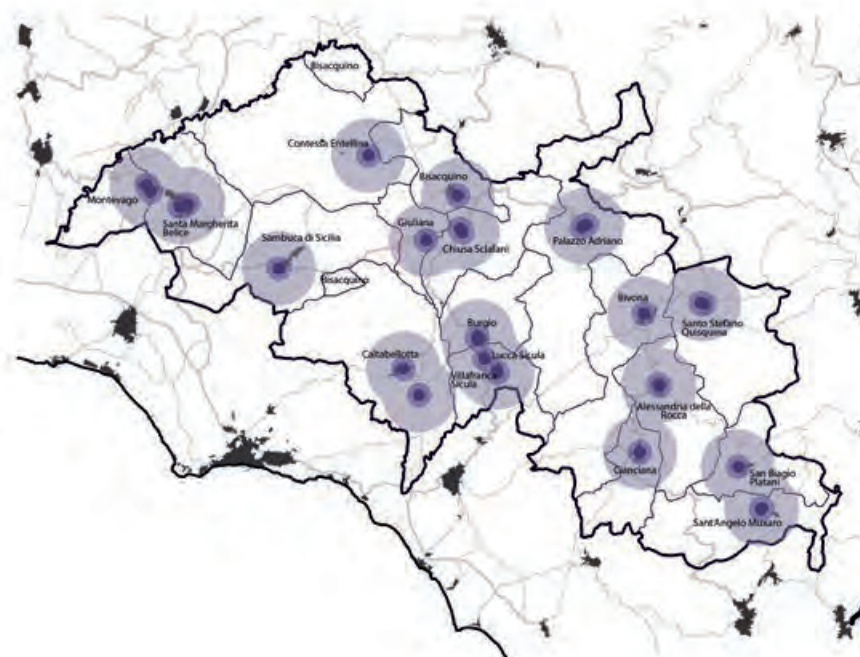 Bisacquino
Contessa Entellina
Bisacquino
Montevago
Santa Margherita
Belice
Giuliana
Chiusa Sclafani
Palazzo Adriano
Sambuca di Sicilia
Bisacquino
Bivona
Santo Stefano
Quisquina
Burgio
Caltabellotta
Lucca Sicula
Villafranca
Sicula
Alessandria della
Rocca
Cianciana
San Biagio
Platani
Sant'Angelo Muxaro